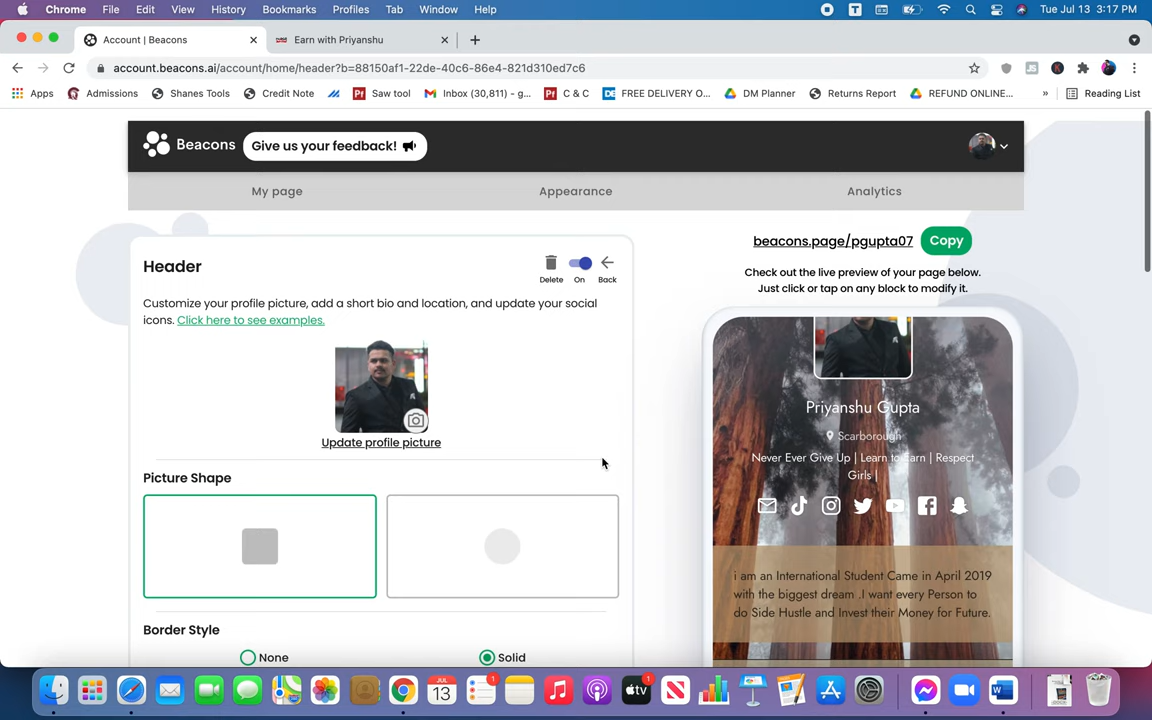 Chrome File Edit View History Bookmarks Profiles Tab Window Help Tue Jul 13 3:17 PM
Account | Beacons Earn with Priyanshu
account.beacons.ai/account/home/header?b=88150af1-22de-40c6-86e4-821d310ed7c6
Apps Admissions Shanes Tools Credit Note Saw tool Inbox (30,811) - g... C & C FREE DELIVERY O... DM Planner Returns Report REFUND ONLINE... » Reading List
Beacons Give us your feedback!
My page Appearance Analytics
beacons.page/pgupta07 Copy
Header
Delete On Back
Check out the live preview of your page below.
Just click or tap on any block to modify it.
Customize your profile picture, add a short bio and location, and update your social
icons. Click here to see examples.
Update profile picture
Picture Shape
Border Style
None Solid
Priyanshu Gupta
Scarborough
Never Ever Give Up | Learn to Earn | Respect
Girls |
i am an International Student Came in April 2019
with the biggest dream .I want every Person to
do Side Hustle and Invest their Money for Future.
JUL
13
1
tv
1